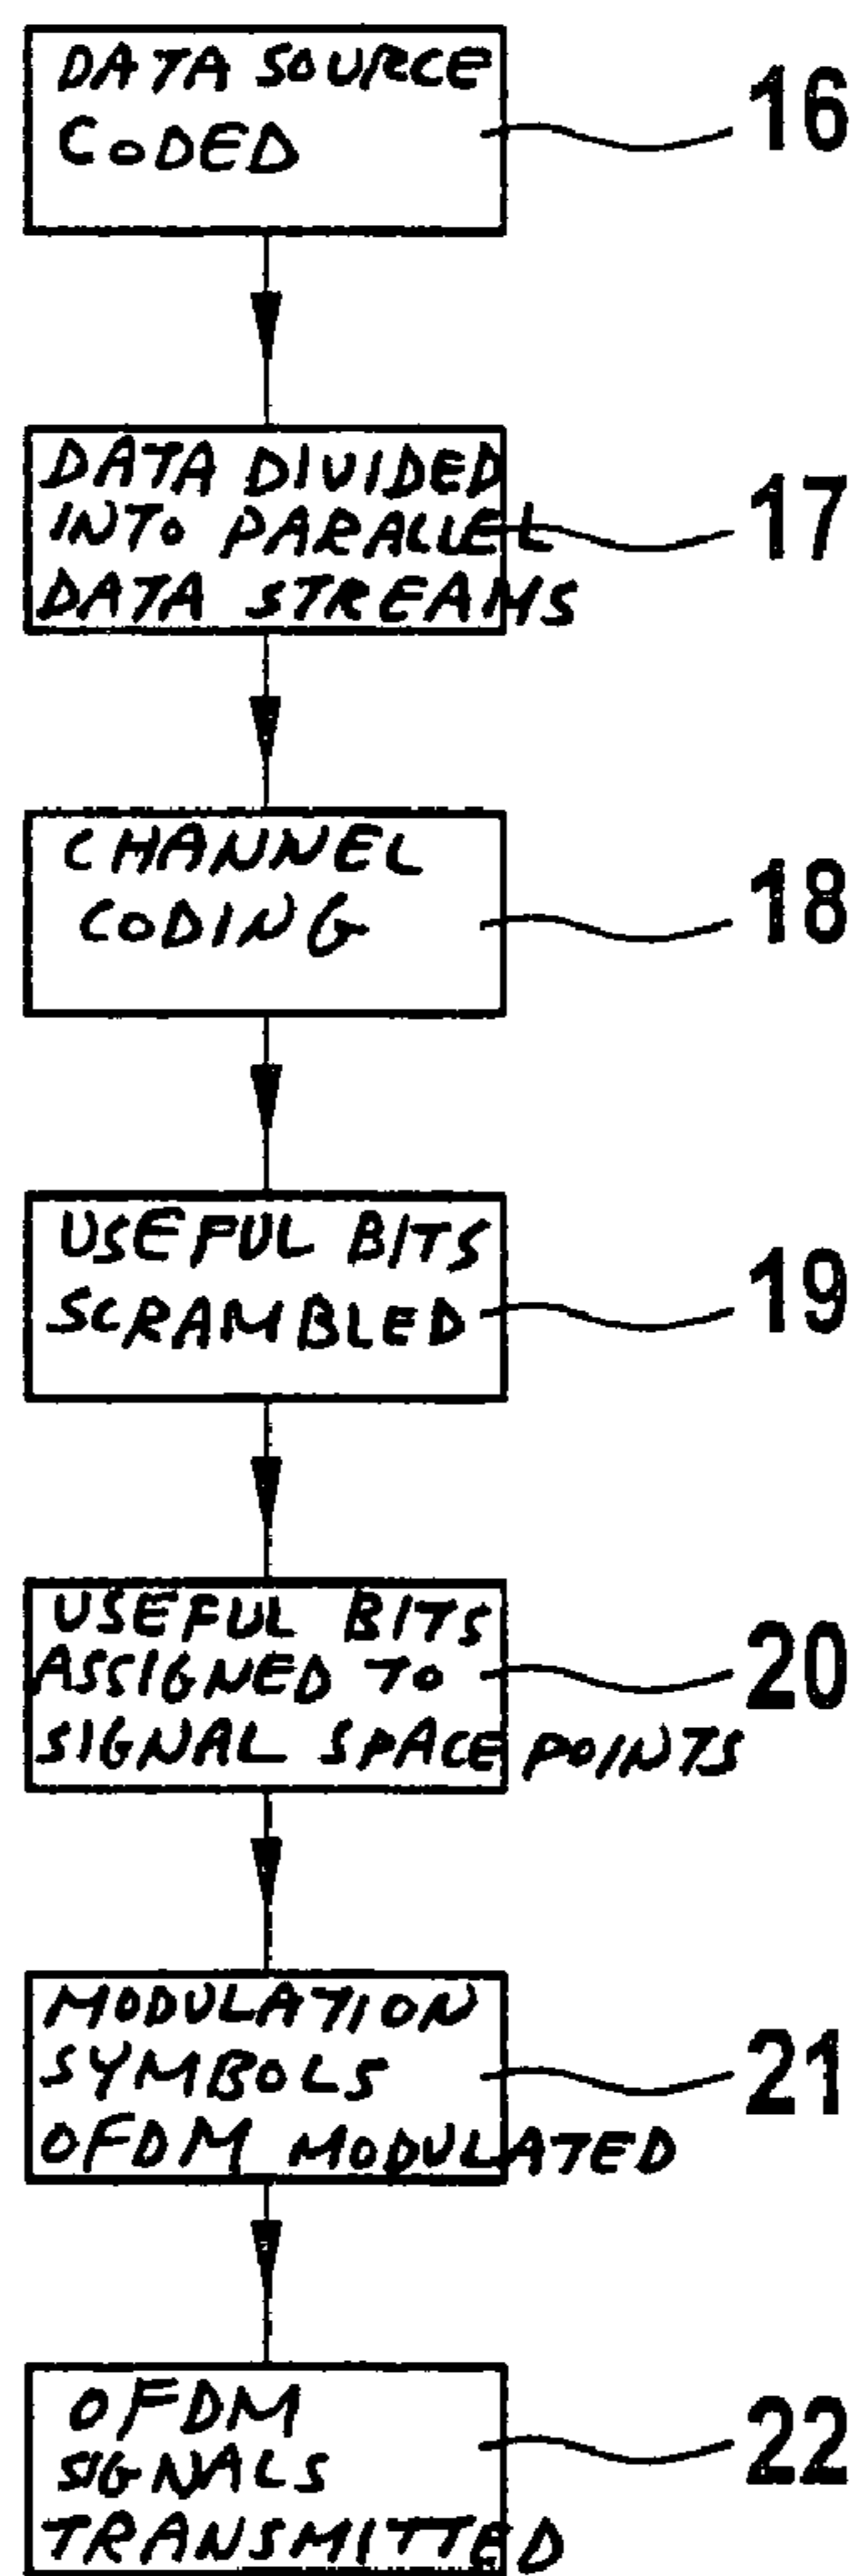 DATA SOURCE
CODED
16
DATA DIVIDED
INTO PARALLEL
DATA STREAMS
17
CHANNEL
CODING
18
USEFUL BITS
SCRAMBLED
19
USEFUL BITS
ASSIGNED TO
SIGNAL SPACE POINTS
20
MODULATION
SYMBOLS
OFDM MODULATED
21
OFDM
SIGNALS
TRANSMITTED
22